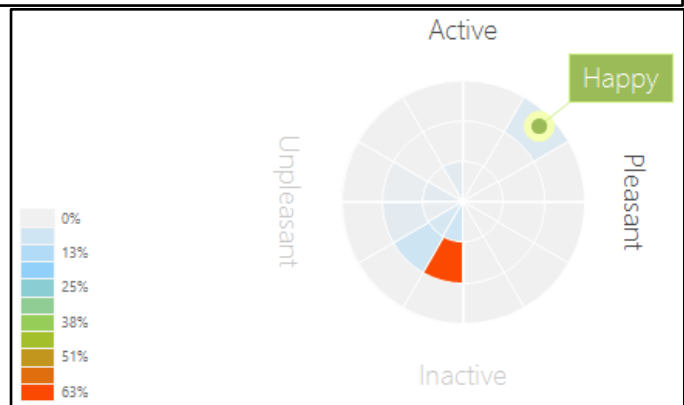 Active
Happy
Unpleasant
Pleasant
0%
13%
25%
38%
51%
63%
Inactive